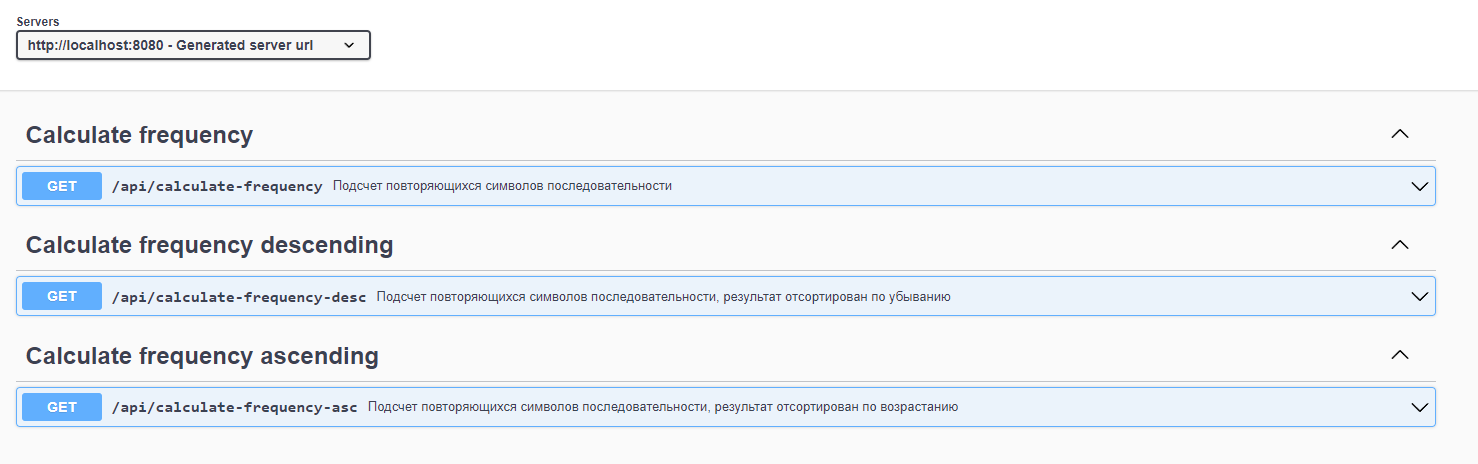 Servers
http://localhost:8080 - Generated server url
Calculate frequency
GET /api/calculate-frequency Подсчет повторяющихся символов последовательности
Calculate frequency descending
GET /api/calculate-frequency-desc Подсчет повторяющихся символов последовательности, результат отсортирован по убыванию
Calculate frequency ascending
GET /api/calculate-frequency-asc Подсчет повторяющихся символов последовательности, результат отсортирован по возрастанию